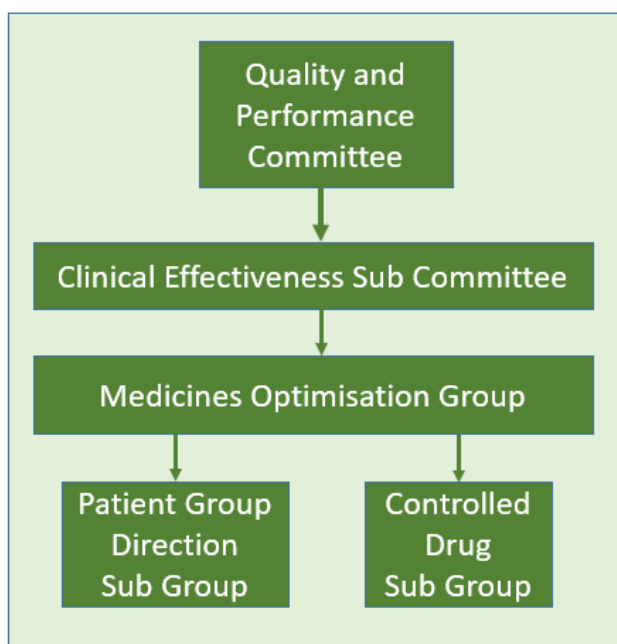 Quality and
Performance
Committee
Clinical Effectiveness Sub Committee
Medicines Optimisation Group
Patient Group
Direction
Sub Group
Controlled
Drug
Sub Group